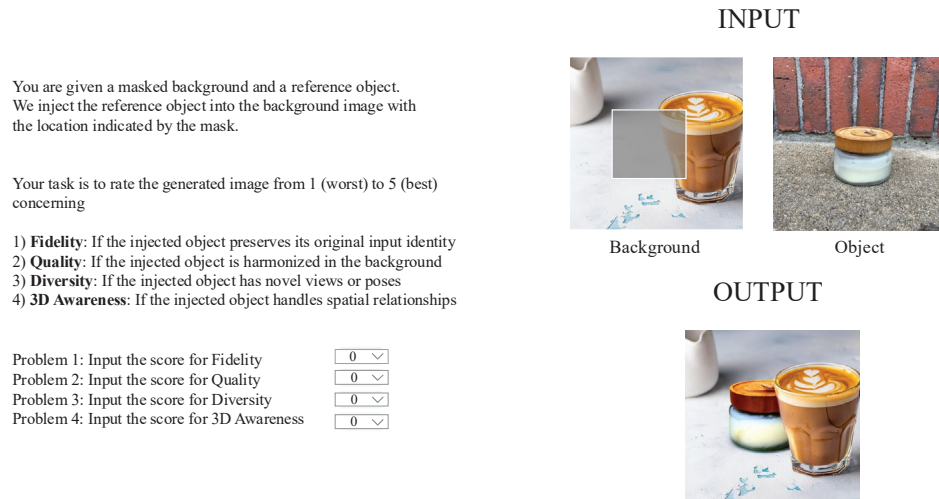 You are given a masked background and a reference object.
We inject the reference object into the background image with
the location indicated by the mask.
Your task is to rate the generated image from 1 (worst) to 5 (best)
concerning
1) Fidelity: If the injected object preserves its original input identity
2) Quality: If the injected object is harmonized in the background
3) Diversity: If the injected object has novel views or poses
4) 3D Awareness: If the injected object handles spatial relationships
Problem 1: Input the score for Fidelity 0
Problem 2: Input the score for Quality 0
Problem 3: Input the score for Diversity 0
Problem 4: Input the score for 3D Awareness 0
INPUT
Background
Object
OUTPUT